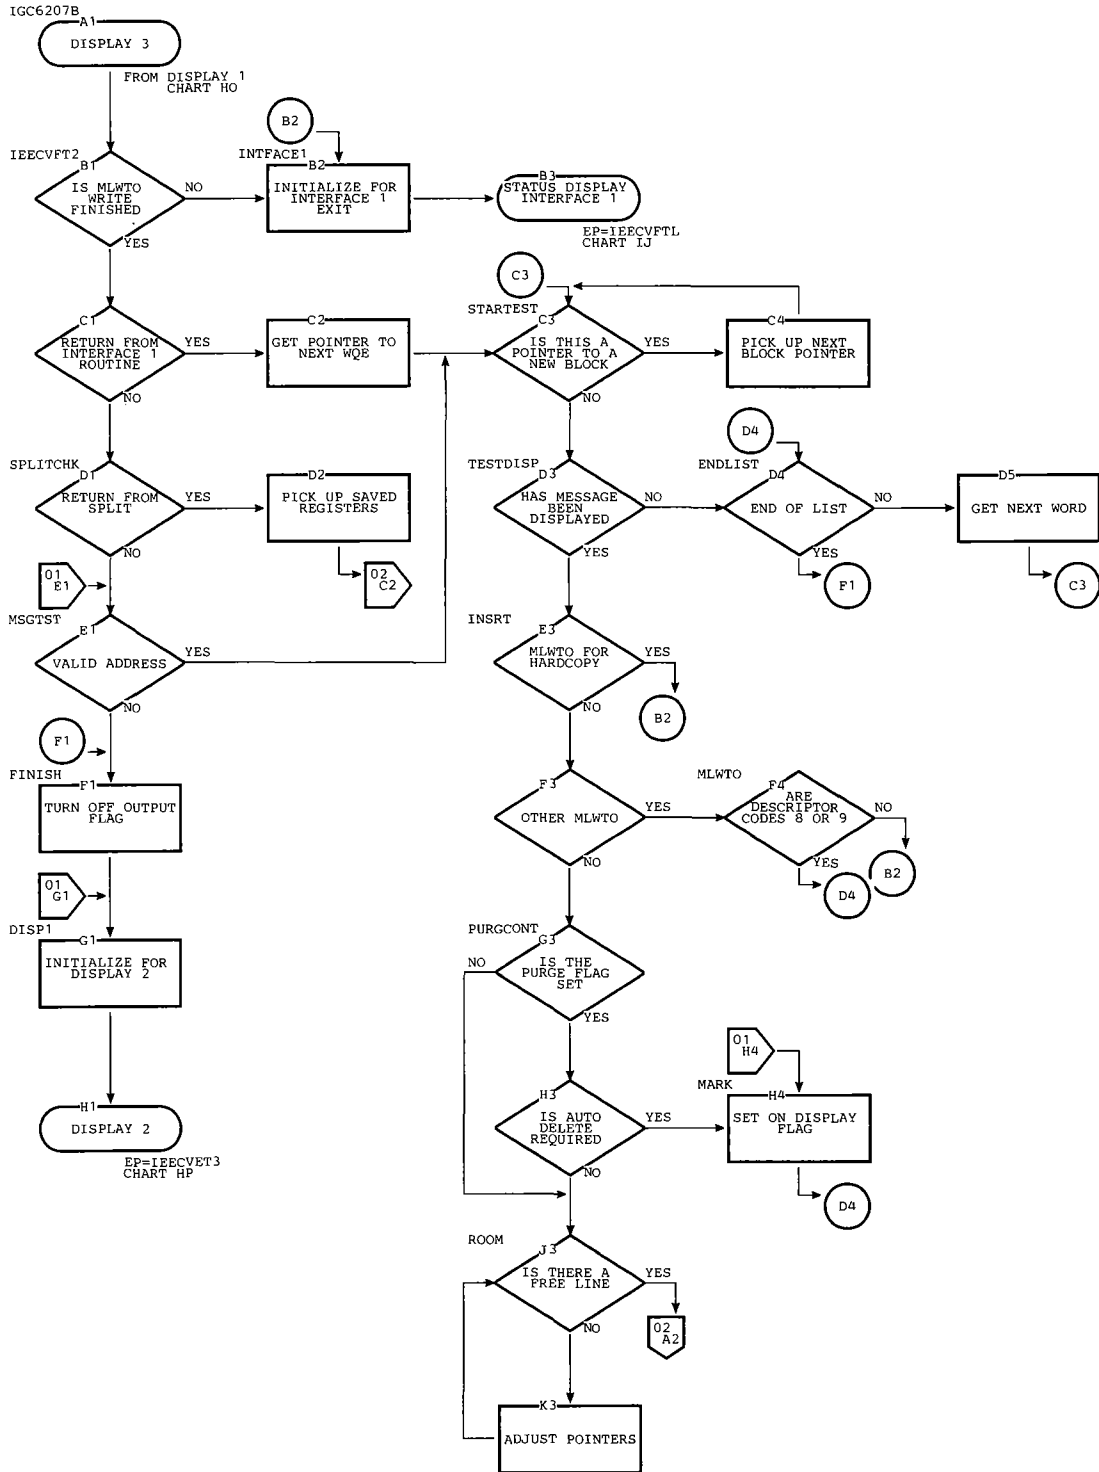 IGC6207B
A1
DISPLAY 3
FROM DISPLAY 1
CHART HO
B2
IEECVFT2
B1
IS MLWTO
WRITE
FINISHED
NO
YES
INTFACE1
B2
INITIALIZE FOR
INTERFACE 1
EXIT
B3
STATUS DISPLAY
INTERFACE 1
EP=IEECVFTL
CHART IJ
C3
C1
RETURN FROM
INTERFACE 1
ROUTINE
YES
NO
C2
GET POINTER TO
NEXT WQE
STARTEST
C3
IS THIS A
POINTER TO A
NEW BLOCK
YES
NO
C4
PICK UP NEXT
BLOCK POINTER
D4
SPLITCHK
D1
RETURN FROM
SPLIT
YES
NO
D2
PICK UP SAVED
REGISTERS
02
C2
TESTDISP
D3
HAS MESSAGE
BEEN
DISPLAYED
NO
YES
ENDLIST
D4
END OF LIST
NO
YES
F1
D5
GET NEXT WORD
C3
01
E1
MSGTST
E1
VALID ADDRESS
YES
NO
INSRT
E3
MLWTO FOR
HARDCOPY
YES
NO
B2
F1
FINISH
F1
TURN OFF OUTPUT
FLAG
F3
OTHER MLWTO
YES
NO
MLWTO
F4
ARE
DESCRIPTOR
CODES 8 OR 9
NO
YES
D4
B2
01
G1
DISP1
G1
INITIALIZE FOR
DISPLAY 2
PURGCONT
G3
IS THE
PURGE FLAG
SET
NO
YES
01
H4
H1
DISPLAY 2
EP=IEECVET3
CHART HP
H3
IS AUTO
DELETE
REQUIRED
YES
NO
MARK
H4
SET ON DISPLAY
FLAG
D4
ROOM
J3
IS THERE A
FREE LINE
YES
NO
02
A2
K3
ADJUST POINTERS